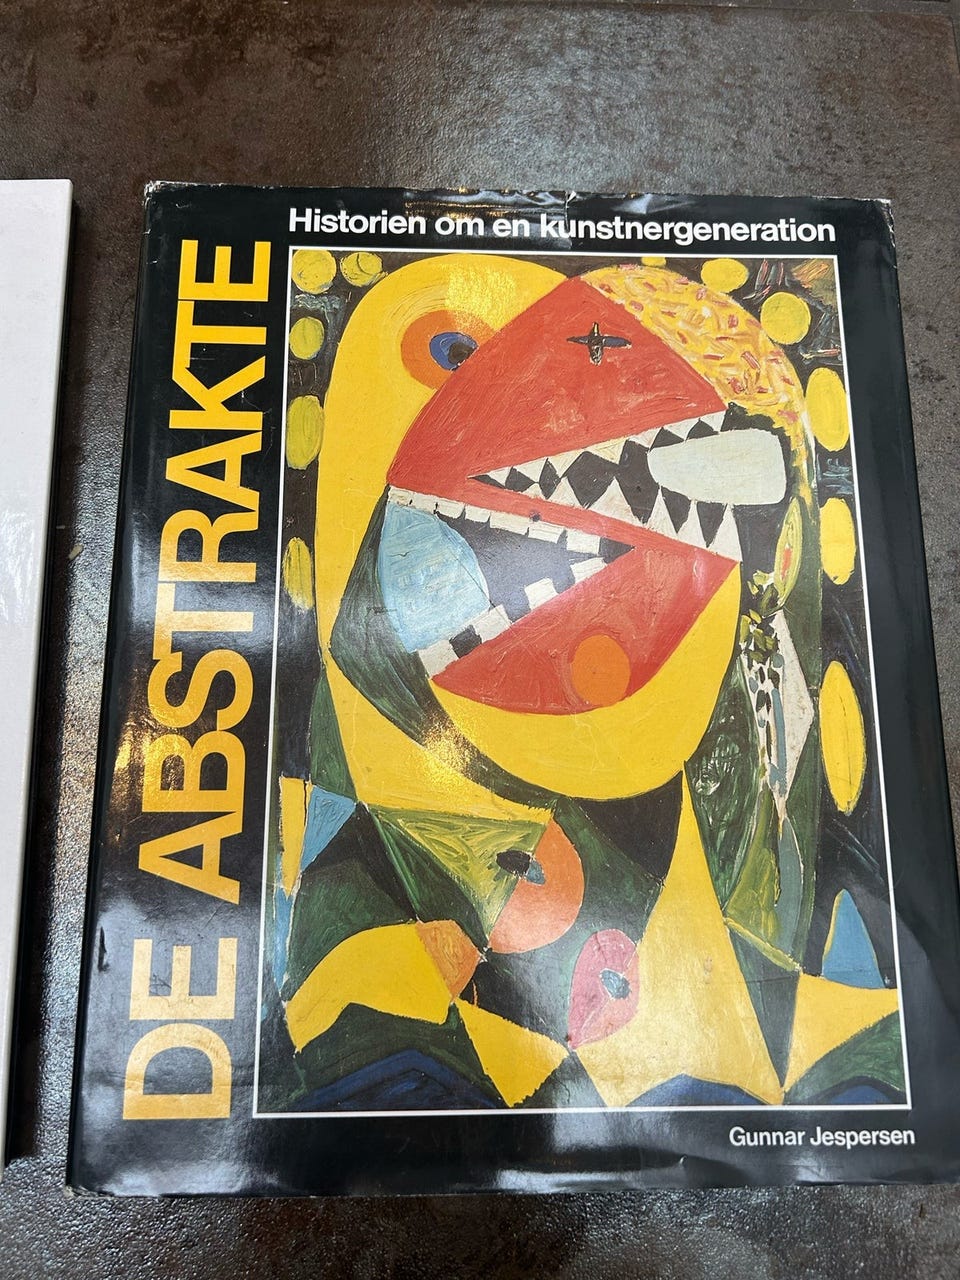 Historien om en kunstnergeneration
DE ABSTRAKTE
Gunnar Jespersen